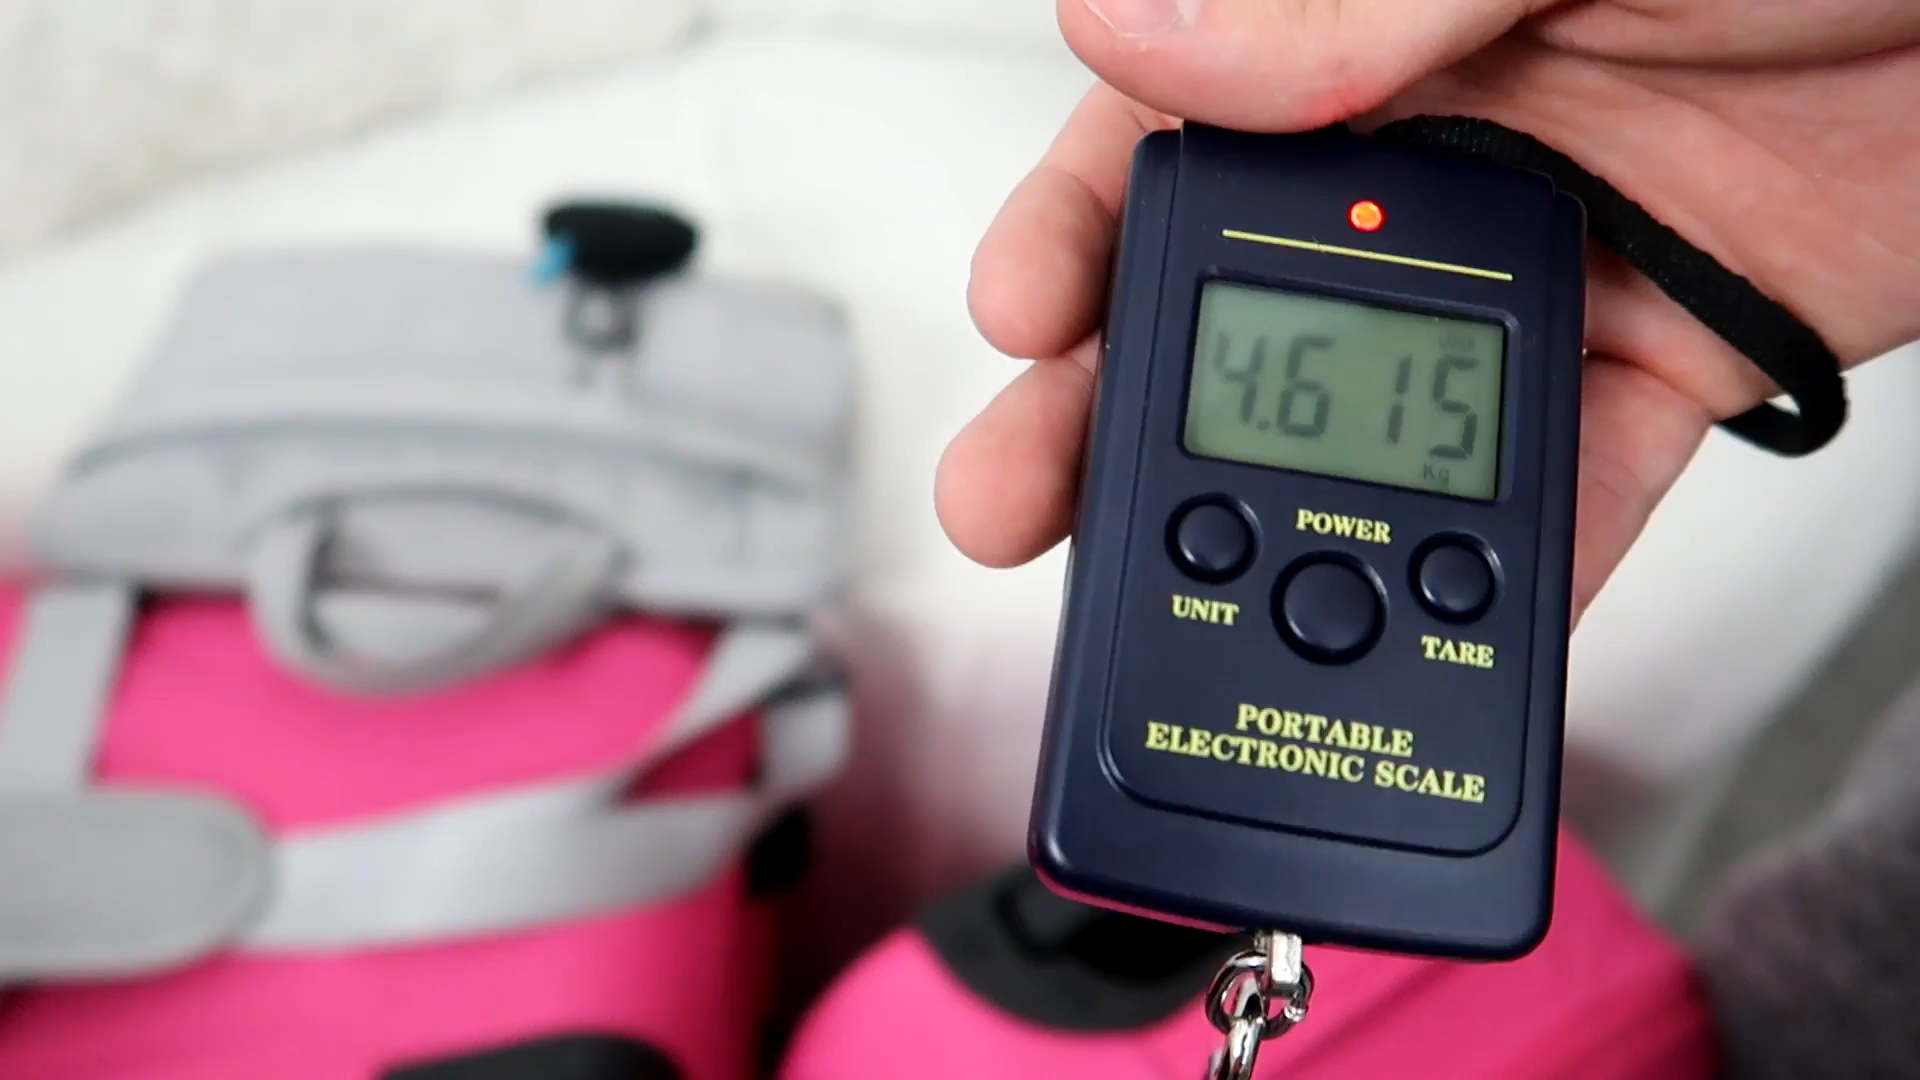 4.615
Kg
POWER
UNIT
TARE
PORTABLE
ELECTRONIC SCALE